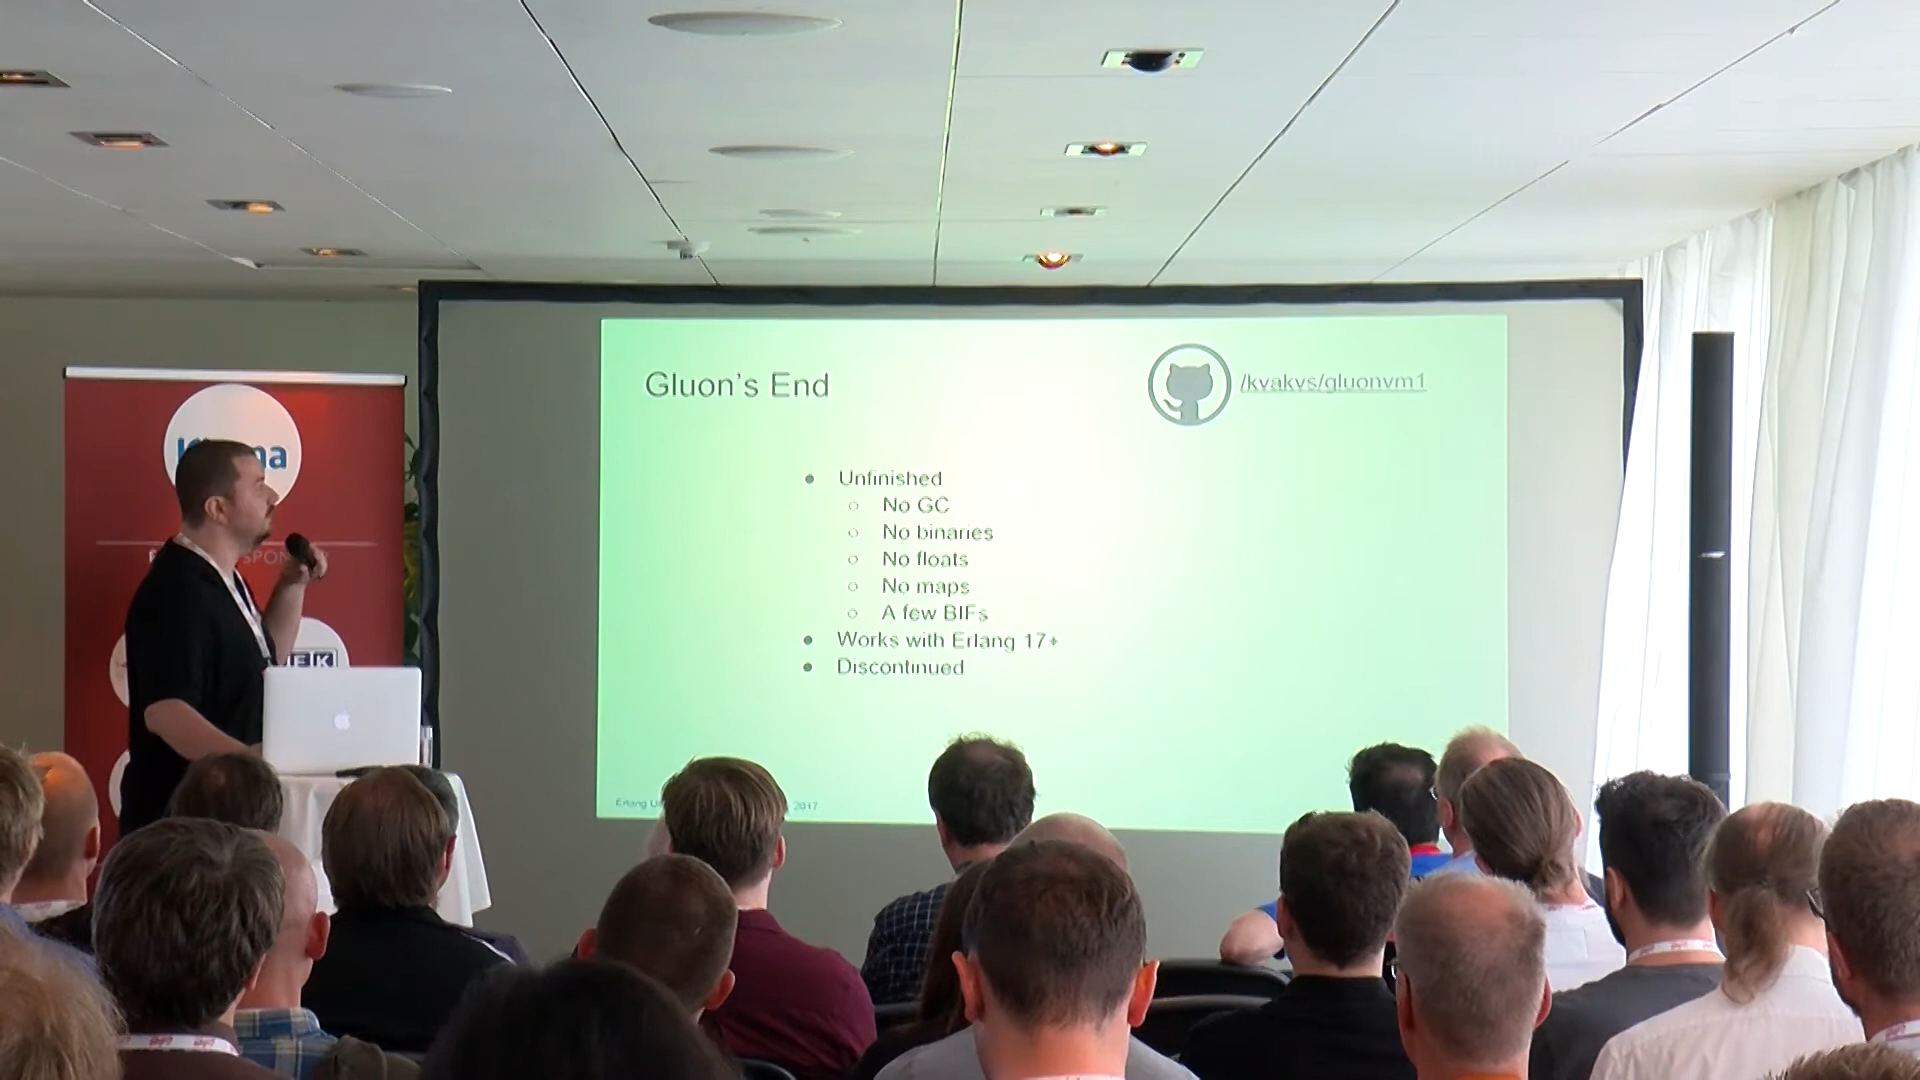 Gluon's End
/kvakvs/gluonvm1
Unfinished
No GC
No binaries
No floats
No maps
A few BIFs
Works with Erlang 17+
Discontinued
Erlang
2017